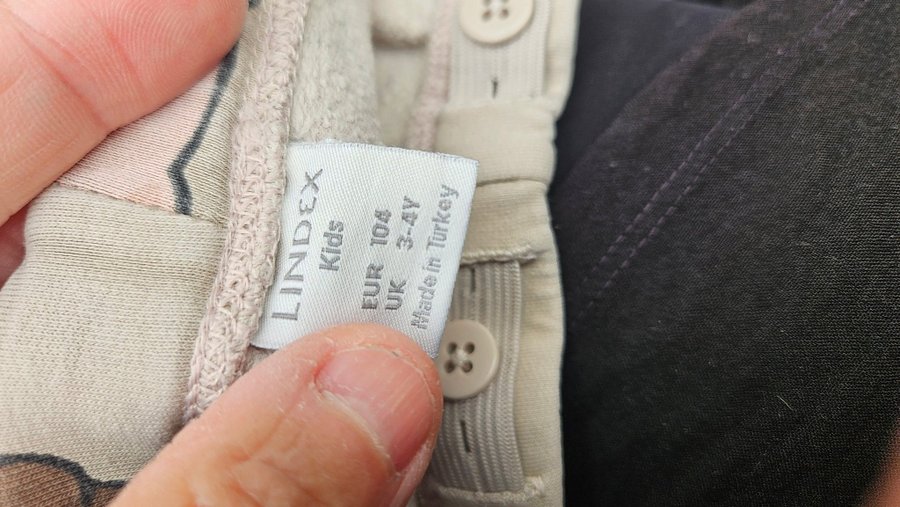 LINDEX
Kids
EUR 104
UK 3-4Y
Made in Turkey